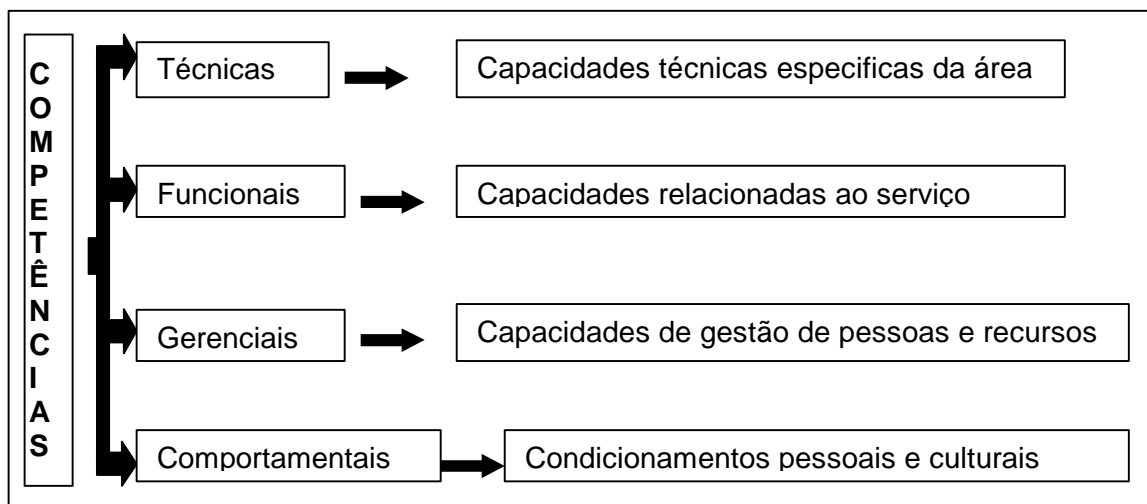 COMPETÊNCIAS
Técnicas
Capacidades técnicas especificas da área
Funcionais
Capacidades relacionadas ao serviço
Gerenciais
Capacidades de gestão de pessoas e recursos
Comportamentais
Condicionamentos pessoais e culturais